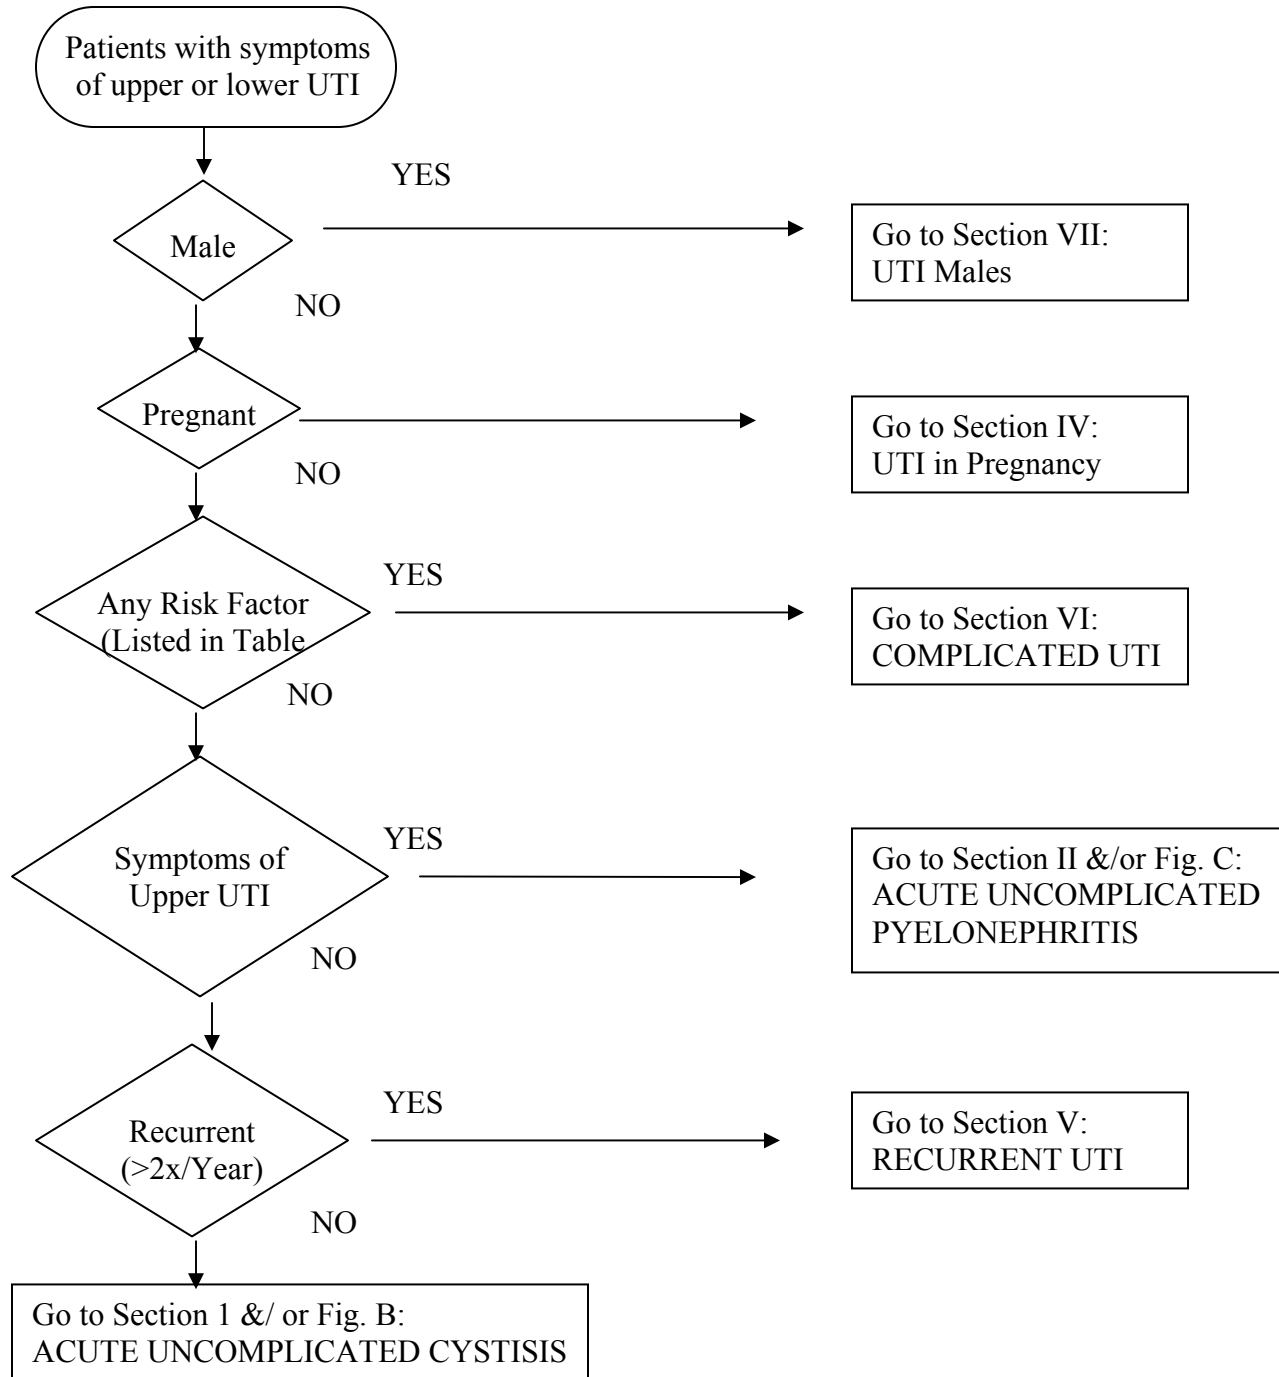 Patients with symptoms
of upper or lower UTI
YES
Male
Go to Section VII:
UTI Males
NO
Pregnant
Go to Section IV:
UTI in Pregnancy
NO
YES
Any Risk Factor
(Listed in Table
Go to Section VI:
COMPLICATED UTI
NO
YES
Symptoms of
Upper UTI
Go to Section II &/or Fig. C:
ACUTE UNCOMPLICATED
PYELONEPHRITIS
NO
YES
Recurrent
(>2x/Year)
Go to Section V:
RECURRENT UTI
NO
Go to Section 1 &/ or Fig. B:
ACUTE UNCOMPLICATED CYSTISIS